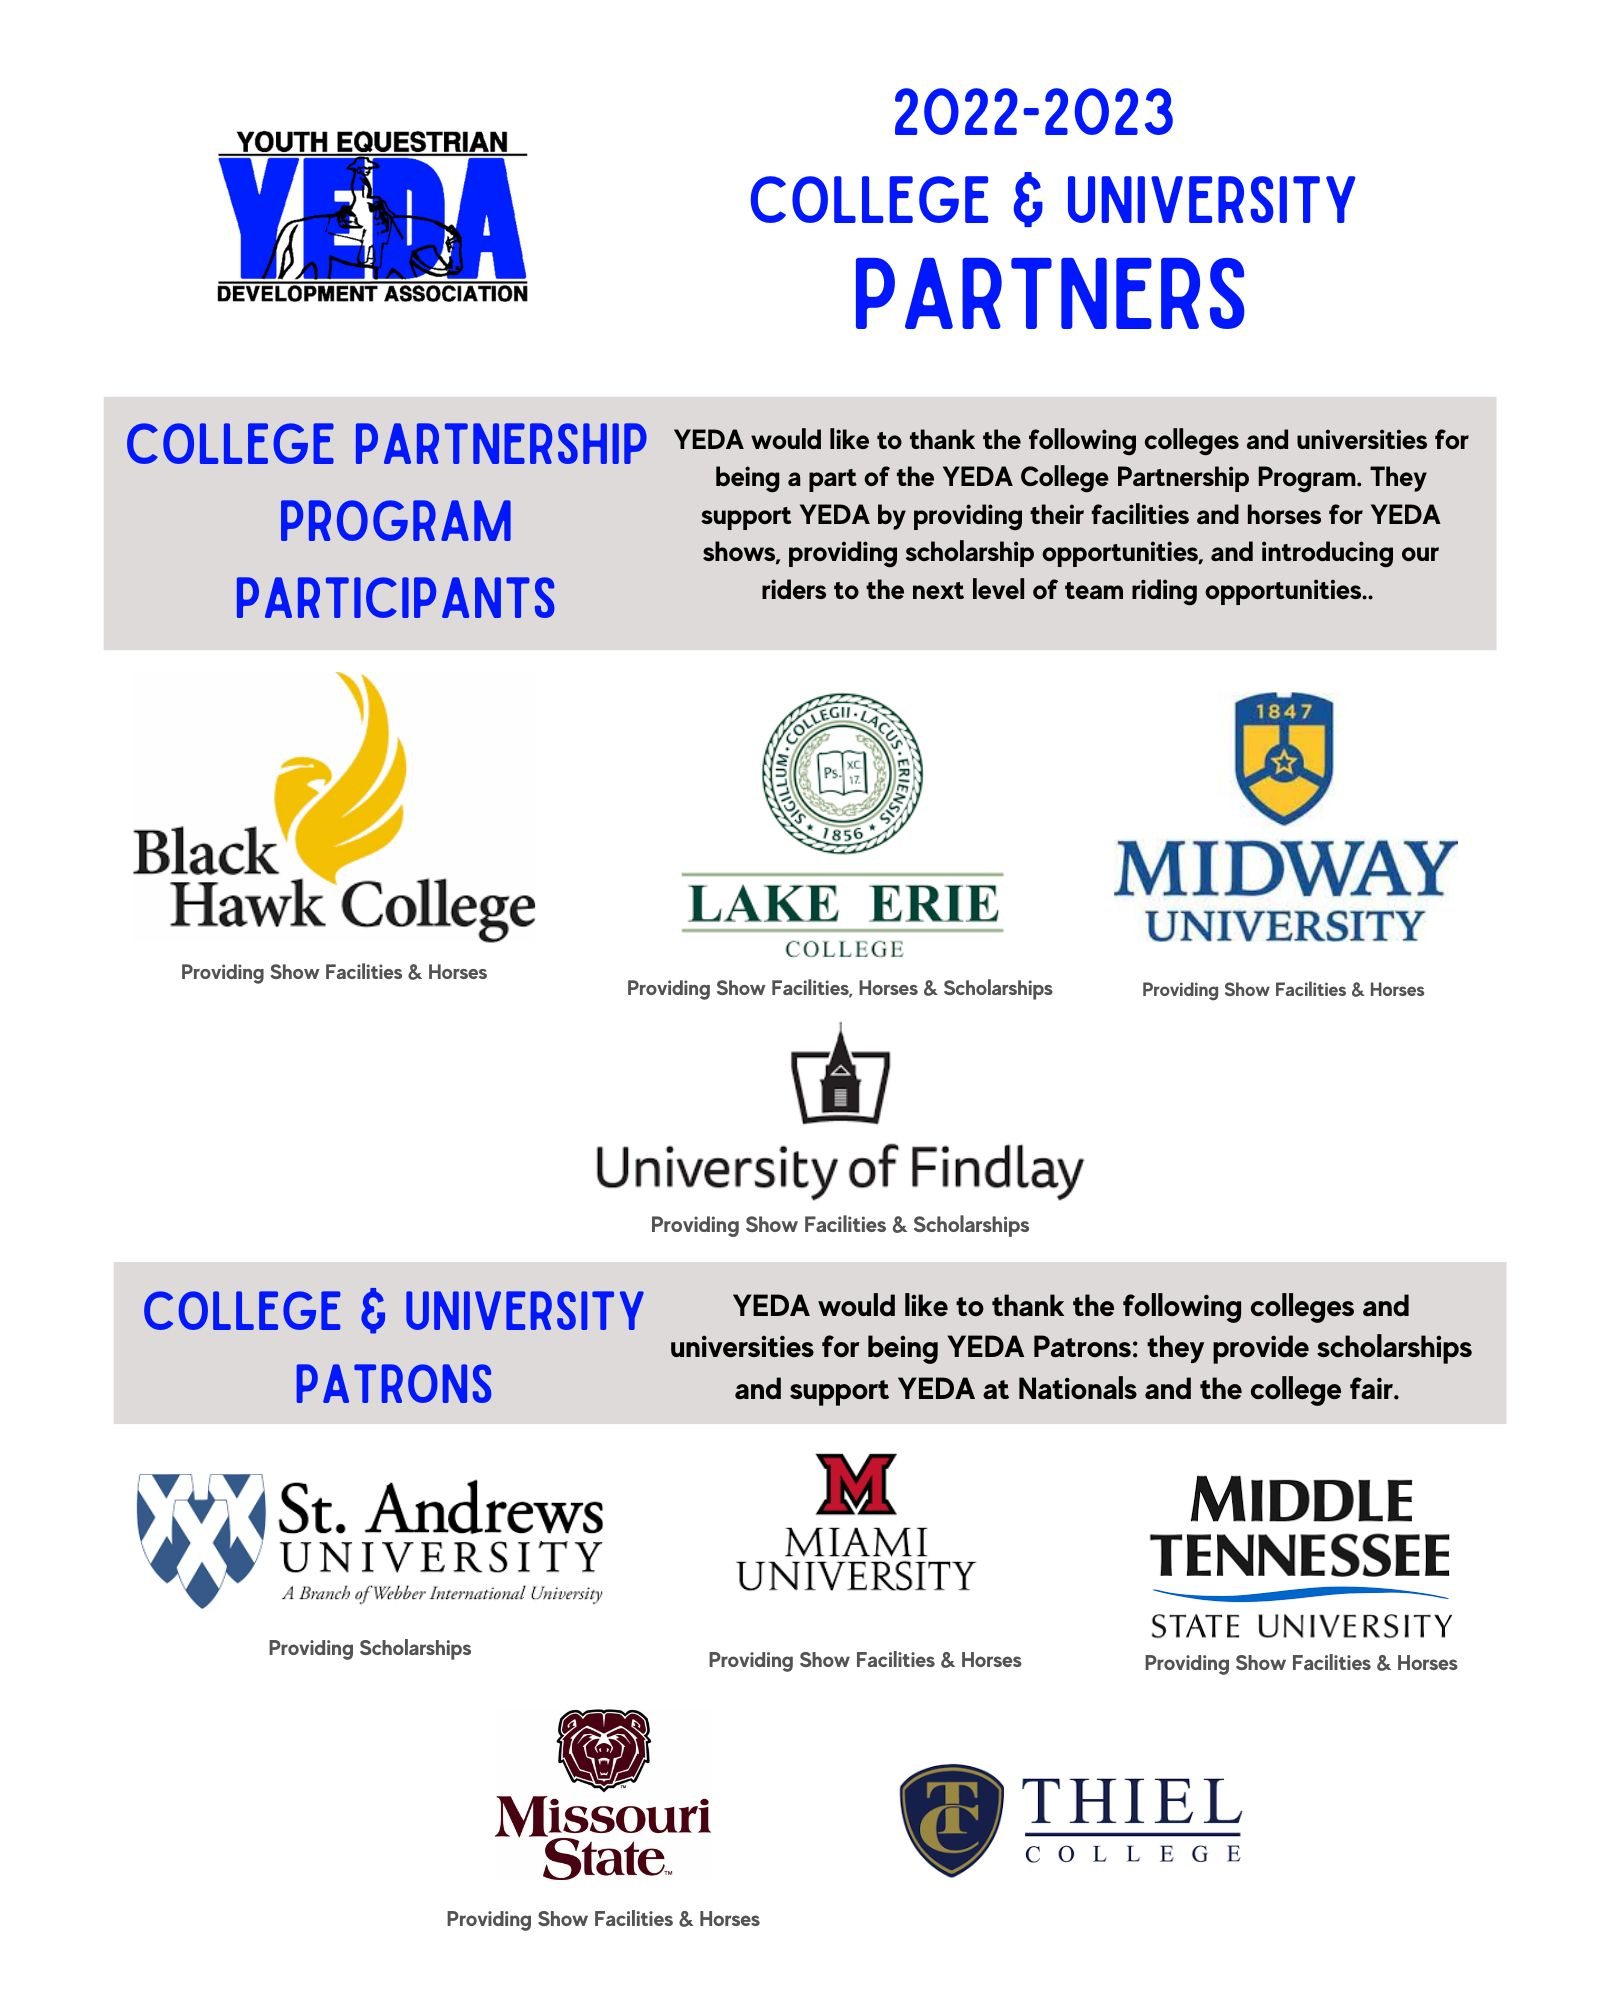 YOUTH EQUESTRIAN
YEDA
DEVELOPMENT ASSOCIATION
2022-2023
COLLEGE & UNIVERSITY
PARTNERS
COLLEGE PARTNERSHIP
PROGRAM
PARTICIPANTS
YEDA would like to thank the following colleges and universities for
being a part of the YEDA College Partnership Program. They
support YEDA by providing their facilities and horses for YEDA
shows, providing scholarship opportunities, and introducing our
riders to the next level of team riding opportunities..
Black
Hawk College
Providing Show Facilities & Horses
SIGILLUM · COLLEGII · LACUS · ERIENSIS
Ps. XC.
17.
★ 1856 ★
LAKE ERIE
COLLEGE
Providing Show Facilities, Horses & Scholarships
1847
MIDWAY
UNIVERSITY
Providing Show Facilities & Horses
University of Findlay
Providing Show Facilities & Scholarships
COLLEGE & UNIVERSITY
PATRONS
YEDA would like to thank the following colleges and
universities for being YEDA Patrons: they provide scholarships
and support YEDA at Nationals and the college fair.
St. Andrews
UNIVERSITY
A Branch of Webber International University
Providing Scholarships
M
MIAMI
UNIVERSITY
Providing Show Facilities & Horses
MIDDLE
TENNESSEE
STATE UNIVERSITY
Providing Show Facilities & Horses
Missouri
State™
Providing Show Facilities & Horses
TC
THIEL
COLLEGE